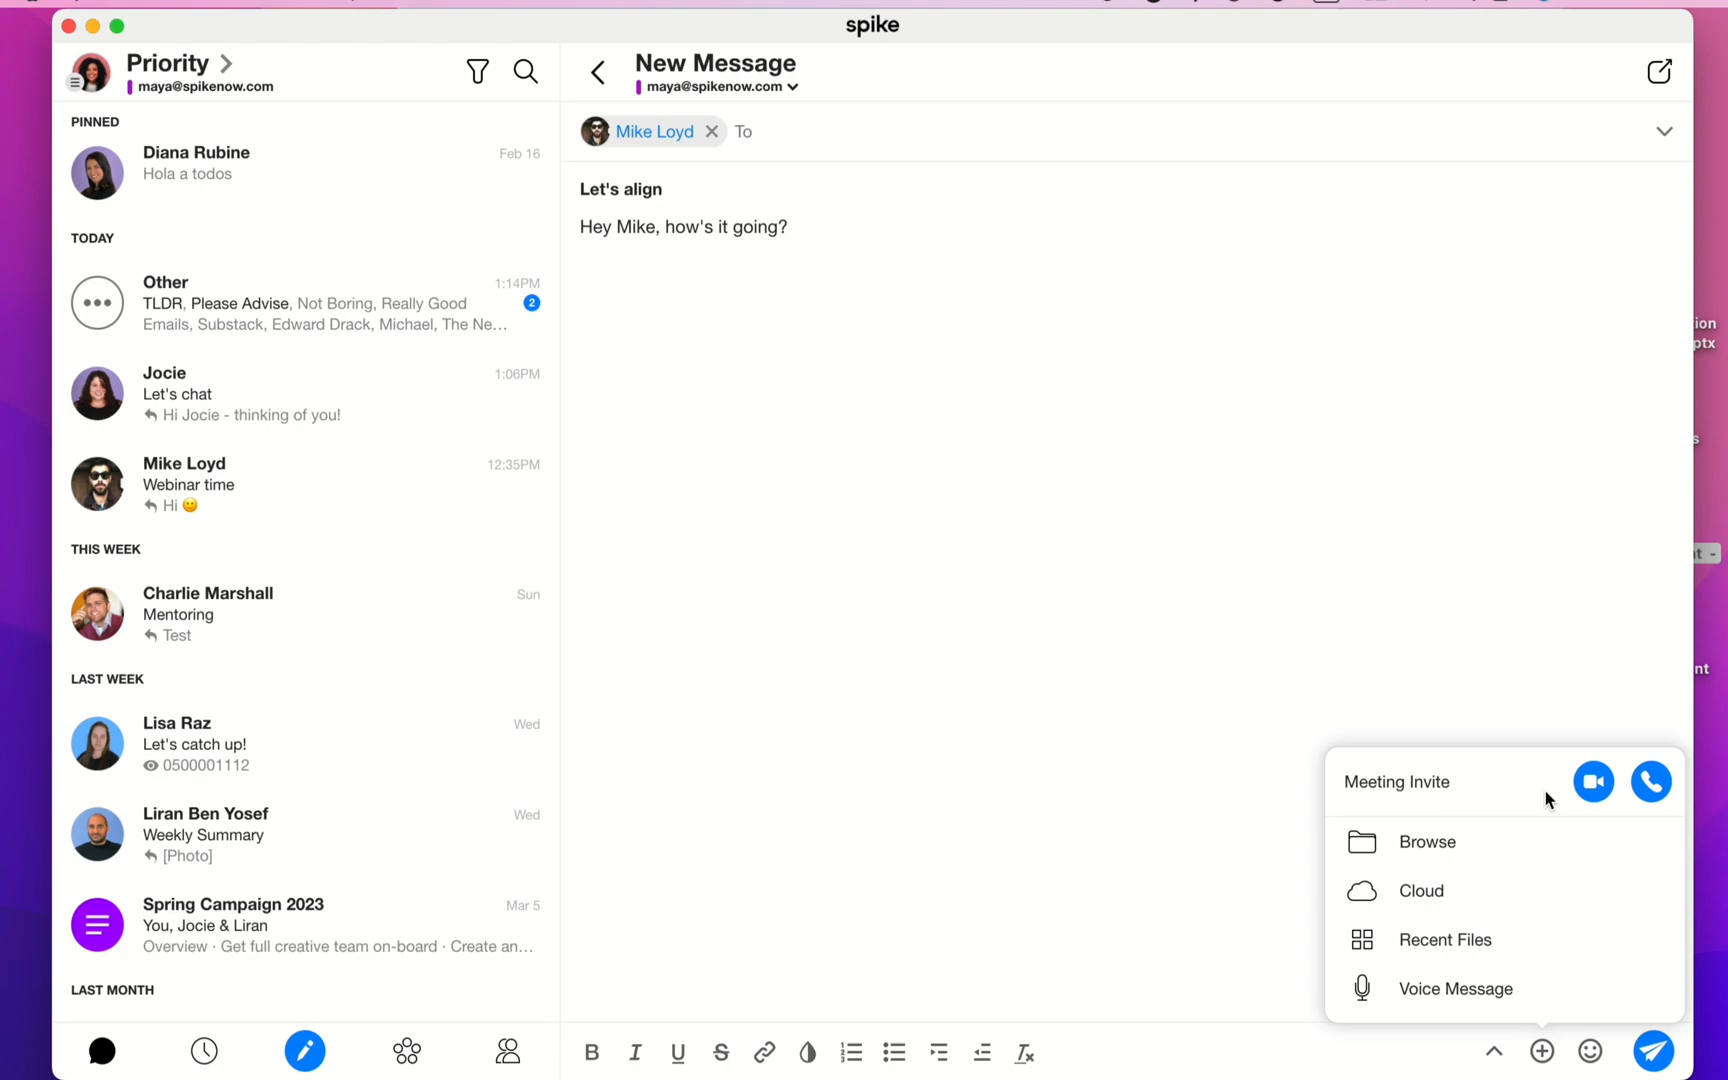 spike
Priority
maya@spikenow.com
PINNED
Diana Rubine
Feb 16
Hola a todos
TODAY
Other
1:14PM
TLDR, Please Advise, Not Boring, Really Good
2
Emails, Substack, Edward Drack, Michael, The Ne...
Jocie
1:06PM
Let's chat
Hi Jocie - thinking of you!
Mike Loyd
12:35PM
Webinar time
Hi 🙂
THIS WEEK
Charlie Marshall
Sun
Mentoring
Test
LAST WEEK
Lisa Raz
Wed
Let's catch up!
0500001112
Liran Ben Yosef
Wed
Weekly Summary
[Photo]
Spring Campaign 2023
Mar 5
You, Jocie & Liran
Overview · Get full creative team on-board · Create an...
LAST MONTH
New Message
maya@spikenow.com
Mike Loyd To
Let's align
Hey Mike, how's it going?
Meeting Invite
Browse
Cloud
Recent Files
Voice Message
B I U S
ion
ptx
s
nt